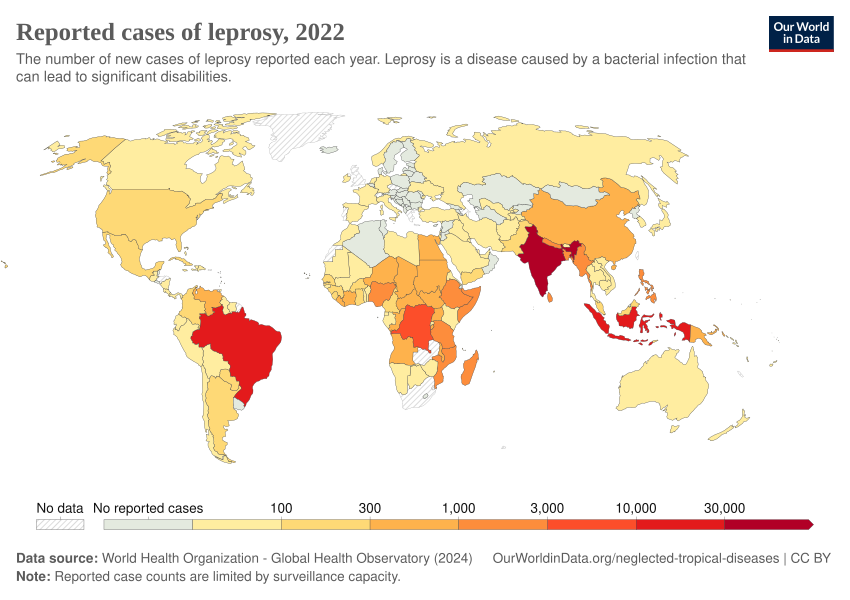 Reported cases of leprosy, 2022
Our World
in Data
The number of new cases of leprosy reported each year. Leprosy is a disease caused by a bacterial infection that
can lead to significant disabilities.
No data
No reported cases
100
300
1,000
3,000
10,000
30,000
Data source: World Health Organization - Global Health Observatory (2024)
OurWorldinData.org/neglected-tropical-diseases | CC BY
Note: Reported case counts are limited by surveillance capacity.